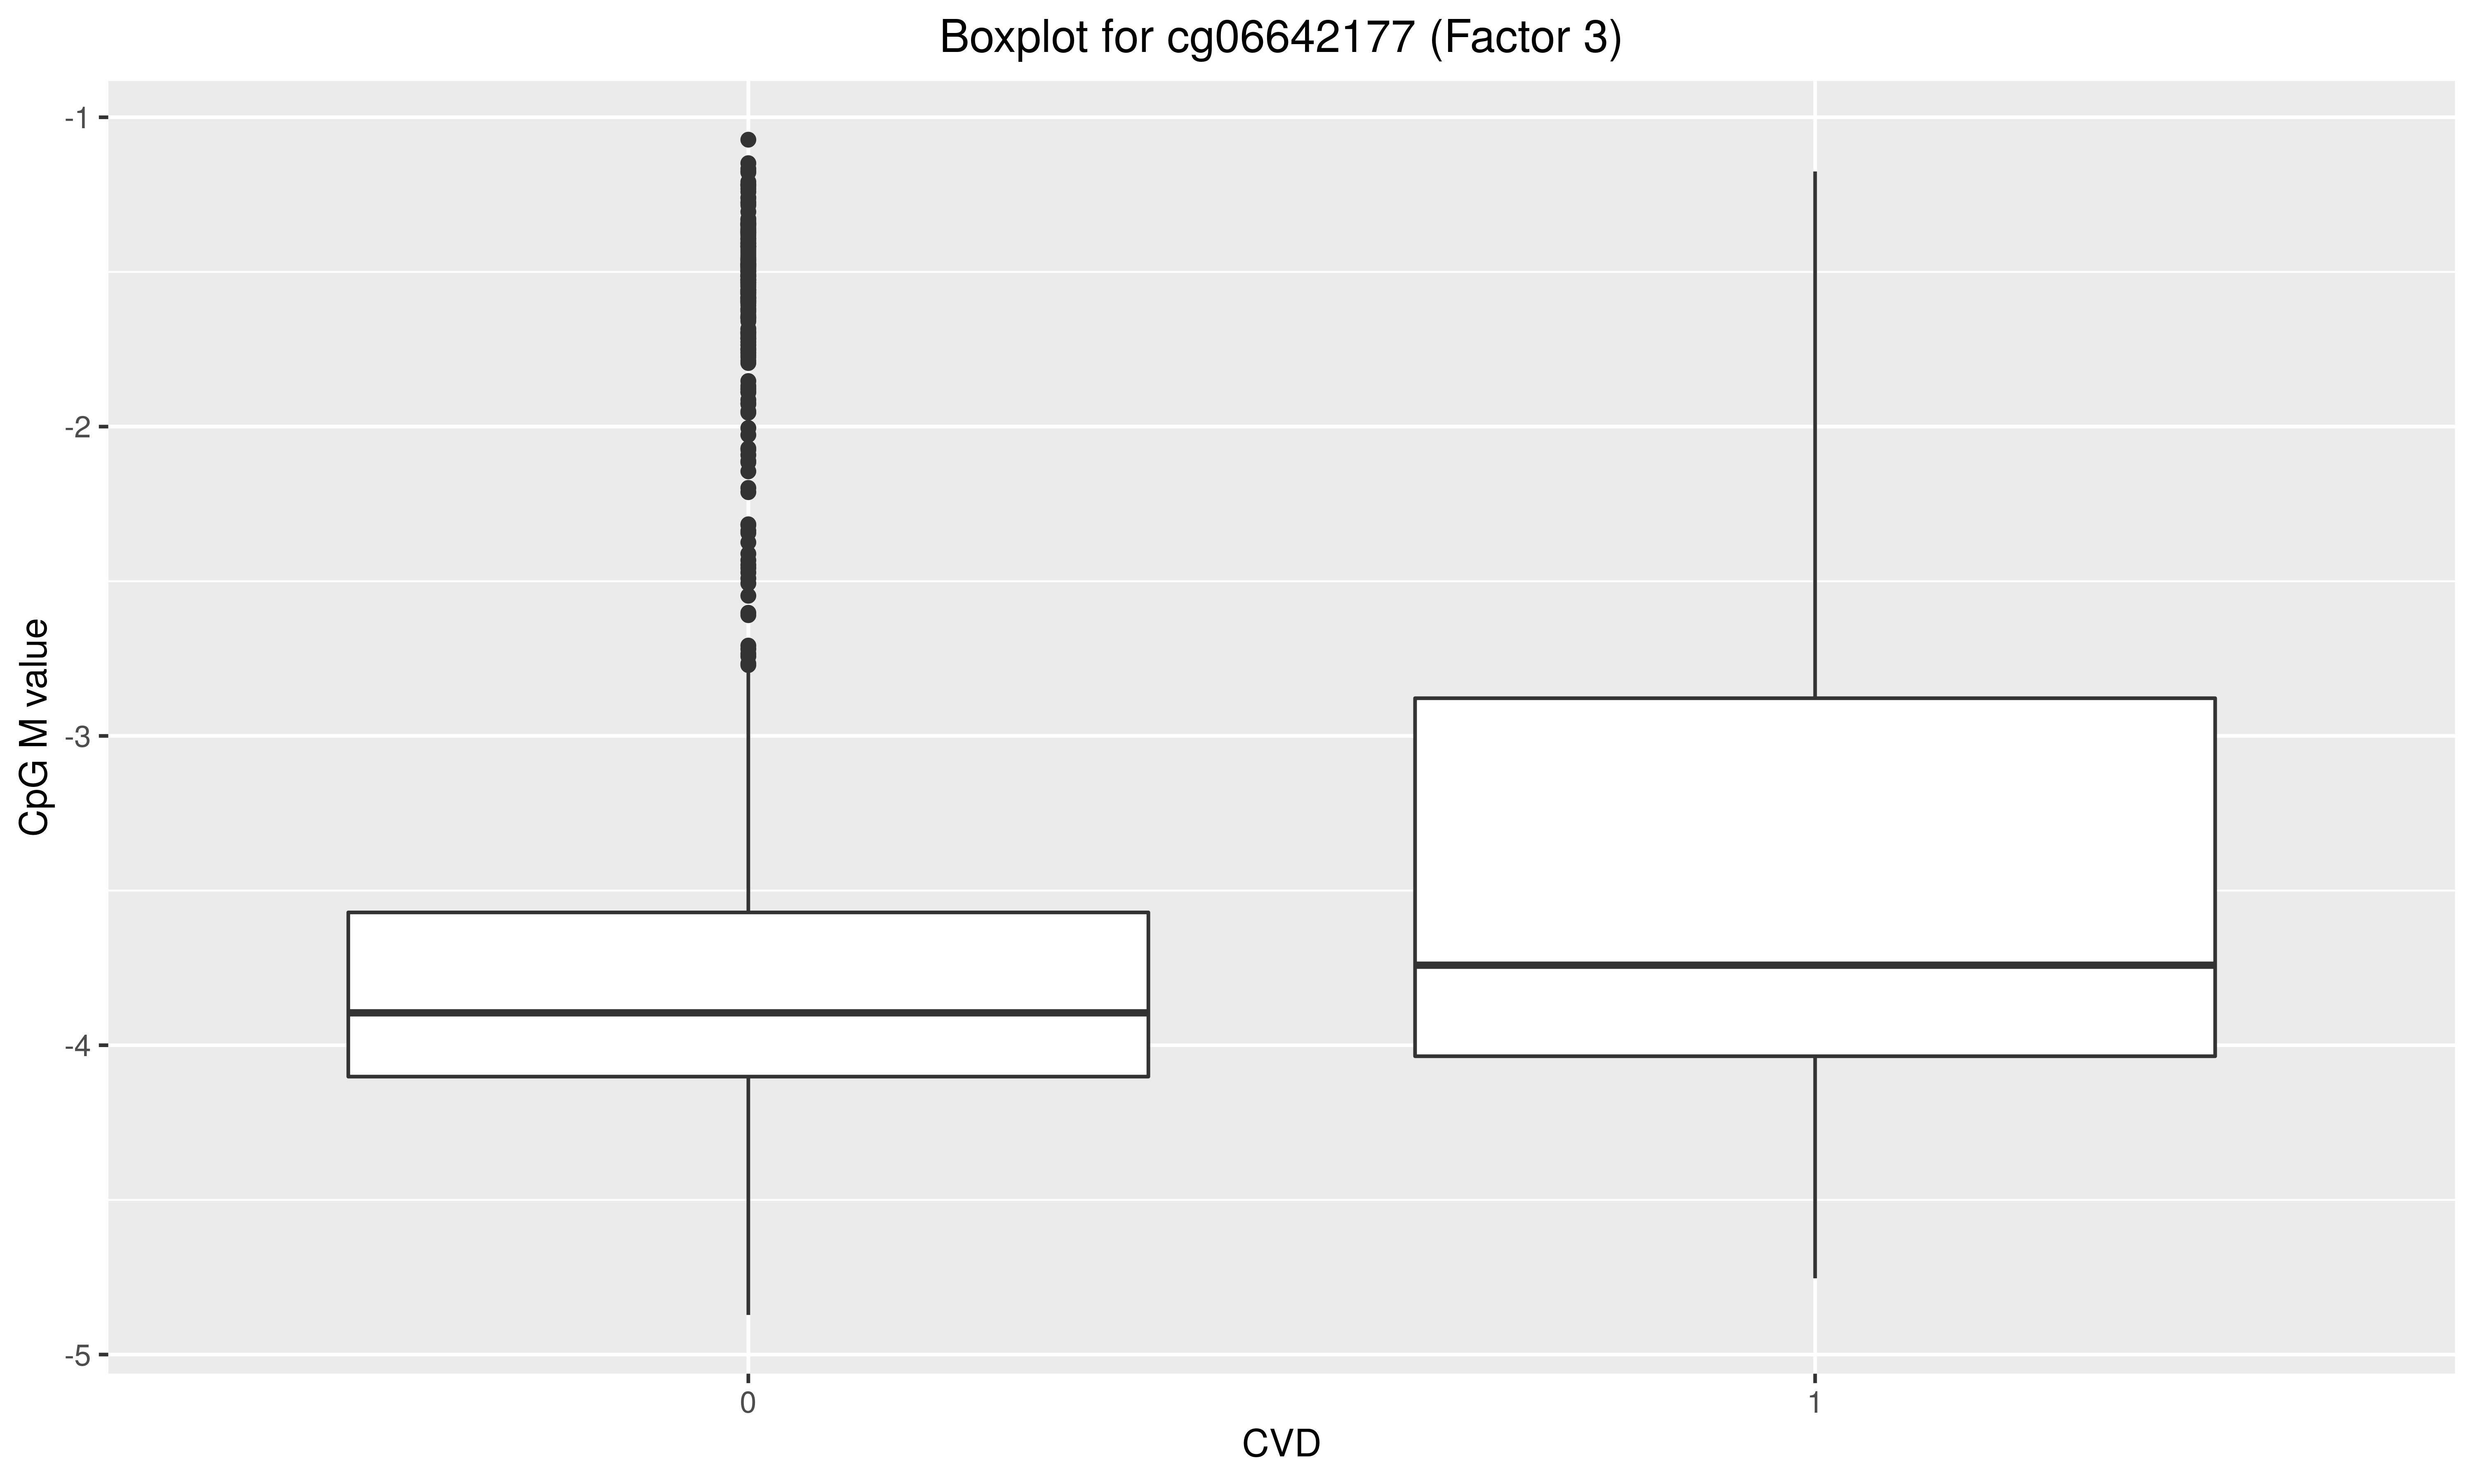 Boxplot for cg06642177 (Factor 3)
CpG M value
-1
-2
-3
-4
-5
0
1
CVD